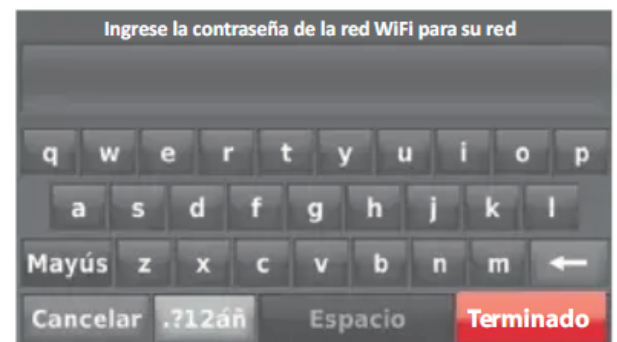 Ingrese la contraseña de la red WiFi para su red
q w e r t y u i o p
a s d f g h j k l
Mayús z x c v b n m ←
Cancelar .?12áñ Espacio Terminado